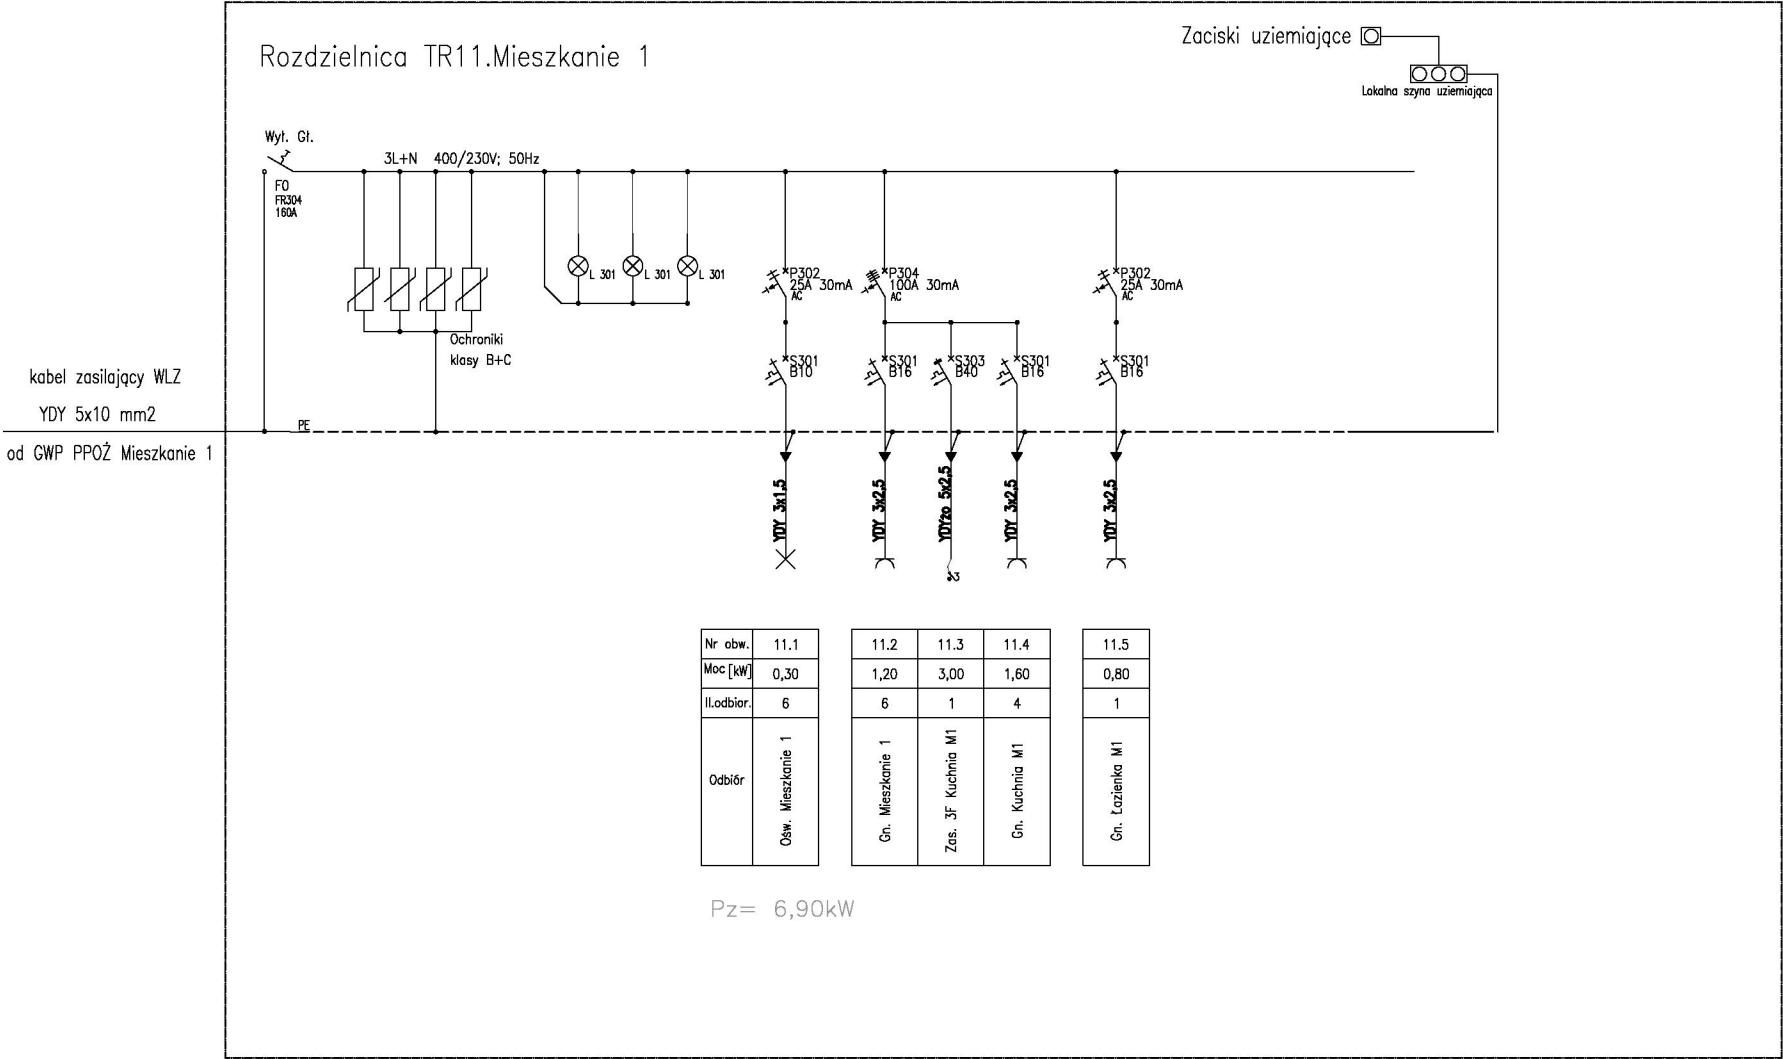 Rozdzielnica TR11.Mieszkanie 1
Zaciski uziemiające
Lokalna szyna uziemiająca
Wył. Gł.
F0
FR304
160A
3L+N 400/230V; 50Hz
L 301
L 301
L 301
Ochroniki
klasy B+C
P302
25A 30mA
AC
P304
100A 30mA
AC
P302
25A 30mA
AC
S301
B10
S301
B16
S303
B40
S301
B16
S301
B16
kabel zasilający WLZ
YDY 5x10 mm2
od GWP PPOŻ Mieszkanie 1
PE
YDY 3x1,5
YDY 3x2,5
YDYżo 5x2,5
YDY 3x2,5
YDY 3x2,5
3
Nr obw. 11.1 11.2 11.3 11.4 11.5
Moc [kW] 0,30 1,20 3,00 1,60 0,80
Il.odbior. 6 6 1 4 1
Odbiór
Ośw. Mieszkanie 1
Gn. Mieszkanie 1
Zas. 3F Kuchnia M1
Gn. Kuchnia M1
Gn. Łazienka M1
Pz= 6,90kW